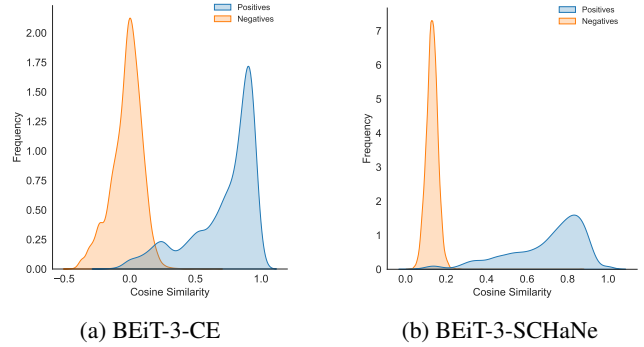 Positives
Negatives
2.00
1.75
1.50
1.25
1.00
0.75
0.50
0.25
0.00
Frequency
−0.5
0.0
0.5
1.0
Cosine Similarity
(a) BEiT-3-CE
Positives
Negatives
7
6
5
4
3
2
1
0
Frequency
0.0
0.2
0.4
0.6
0.8
1.0
Cosine Similarity
(b) BEiT-3-SCHaNe